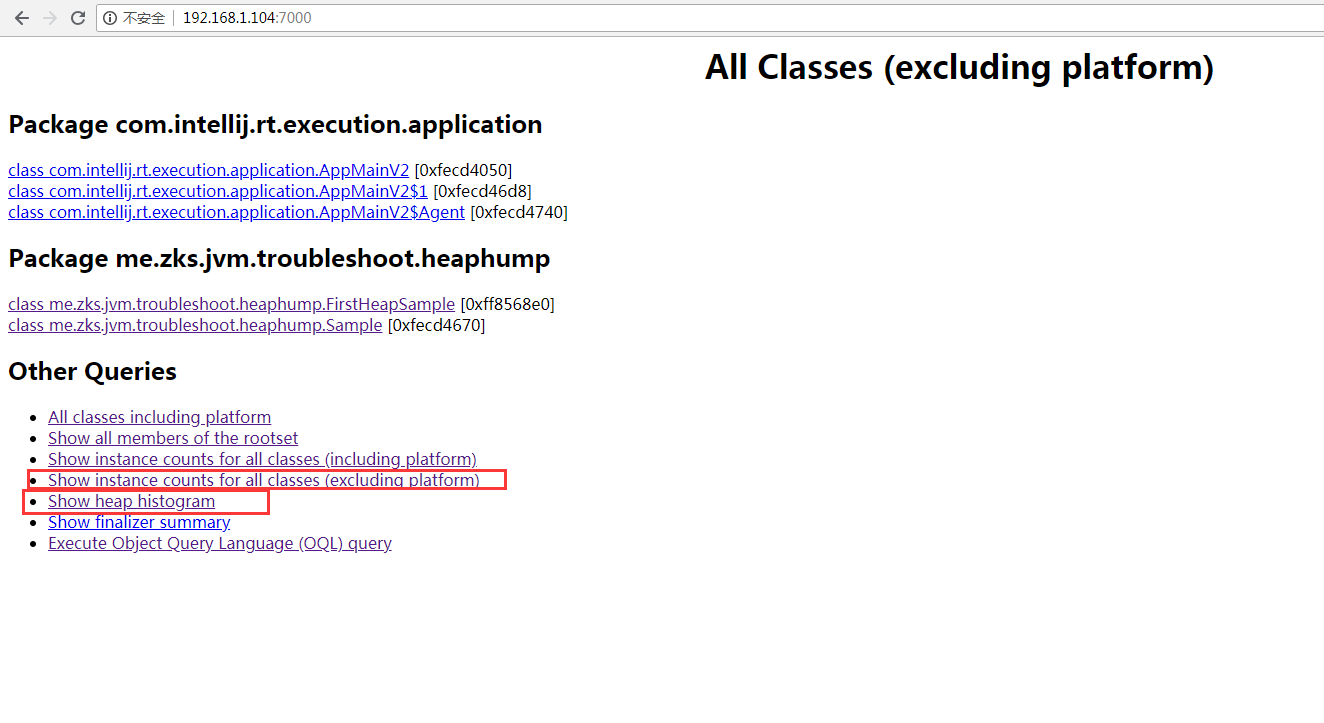 不安全 192.168.1.104:7000
All Classes (excluding platform)
Package com.intellij.rt.execution.application
class com.intellij.rt.execution.application.AppMainV2 [0xfecd4050]
class com.intellij.rt.execution.application.AppMainV2$1 [0xfecd46d8]
class com.intellij.rt.execution.application.AppMainV2$Agent [0xfecd4740]
Package me.zks.jvm.troubleshoot.heaphump
class me.zks.jvm.troubleshoot.heaphump.FirstHeapSample [0xff8568e0]
class me.zks.jvm.troubleshoot.heaphump.Sample [0xfecd4670]
Other Queries
All classes including platform
Show all members of the rootset
Show instance counts for all classes (including platform)
Show instance counts for all classes (excluding platform)
Show heap histogram
Show finalizer summary
Execute Object Query Language (OQL) query